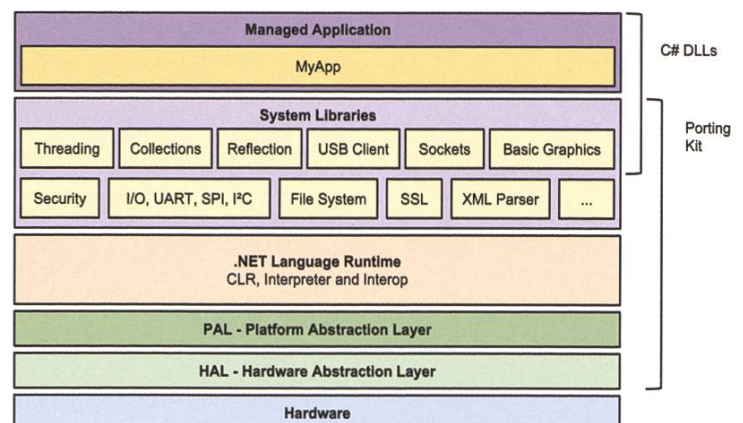 Managed Application
MyApp
C# DLLs
System Libraries
Threading Collections Reflection USB Client Sockets Basic Graphics
Porting
Kit
Security I/O, UART, SPI, I²C File System SSL XML Parser ...
.NET Language Runtime
CLR, Interpreter and Interop
PAL - Platform Abstraction Layer
HAL - Hardware Abstraction Layer
Hardware